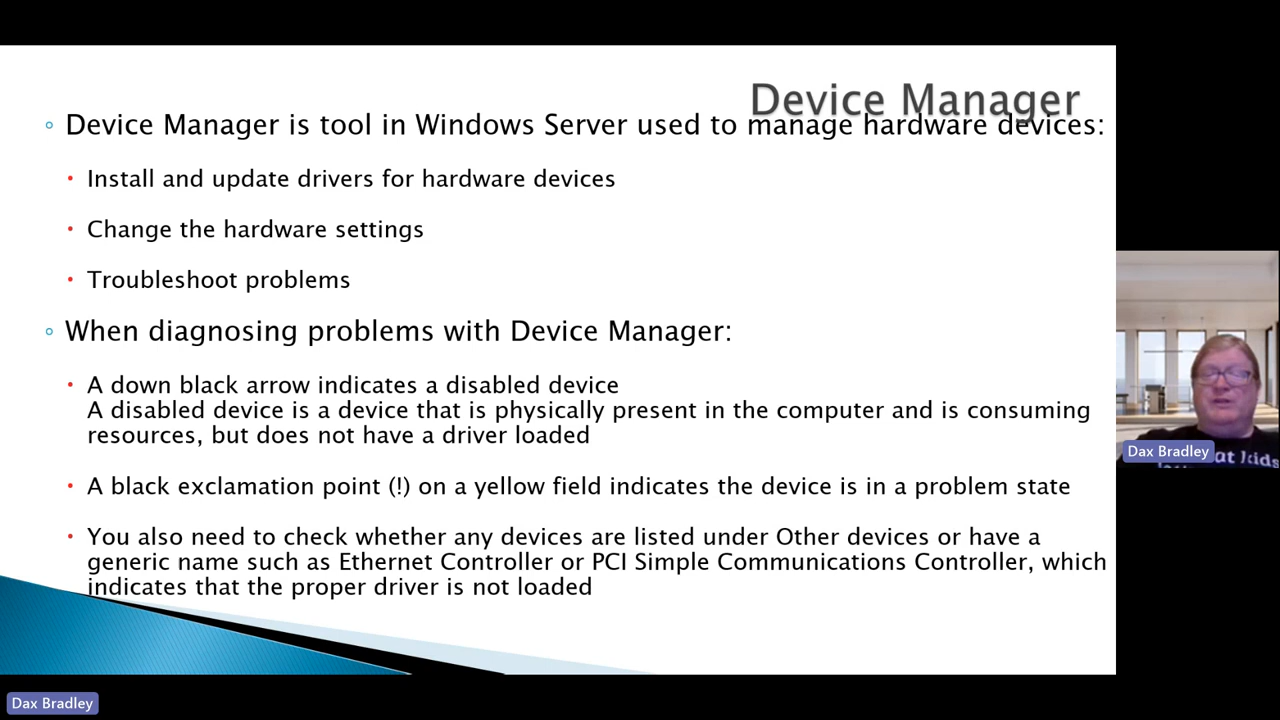 Device Manager
Device Manager is tool in Windows Server used to manage hardware devices:
Install and update drivers for hardware devices
Change the hardware settings
Troubleshoot problems
When diagnosing problems with Device Manager:
A down black arrow indicates a disabled device
A disabled device is a device that is physically present in the computer and is consuming
resources, but does not have a driver loaded
A black exclamation point (!) on a yellow field indicates the device is in a problem state
You also need to check whether any devices are listed under Other devices or have a
generic name such as Ethernet Controller or PCI Simple Communications Controller, which
indicates that the proper driver is not loaded
Dax Bradley
at kids
Dax Bradley